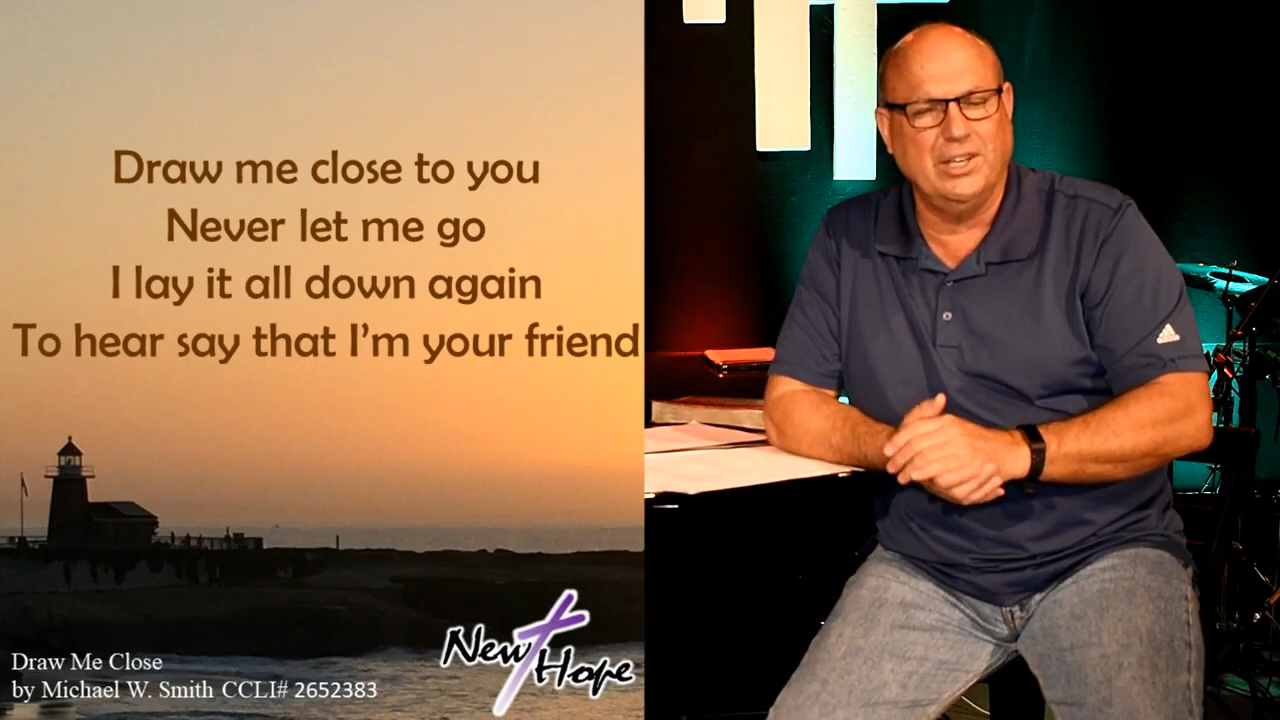 Draw me close to you
Never let me go
I lay it all down again
To hear say that I’m your friend
New Hope
Draw Me Close
by Michael W. Smith CCLI# 2652383
adidas